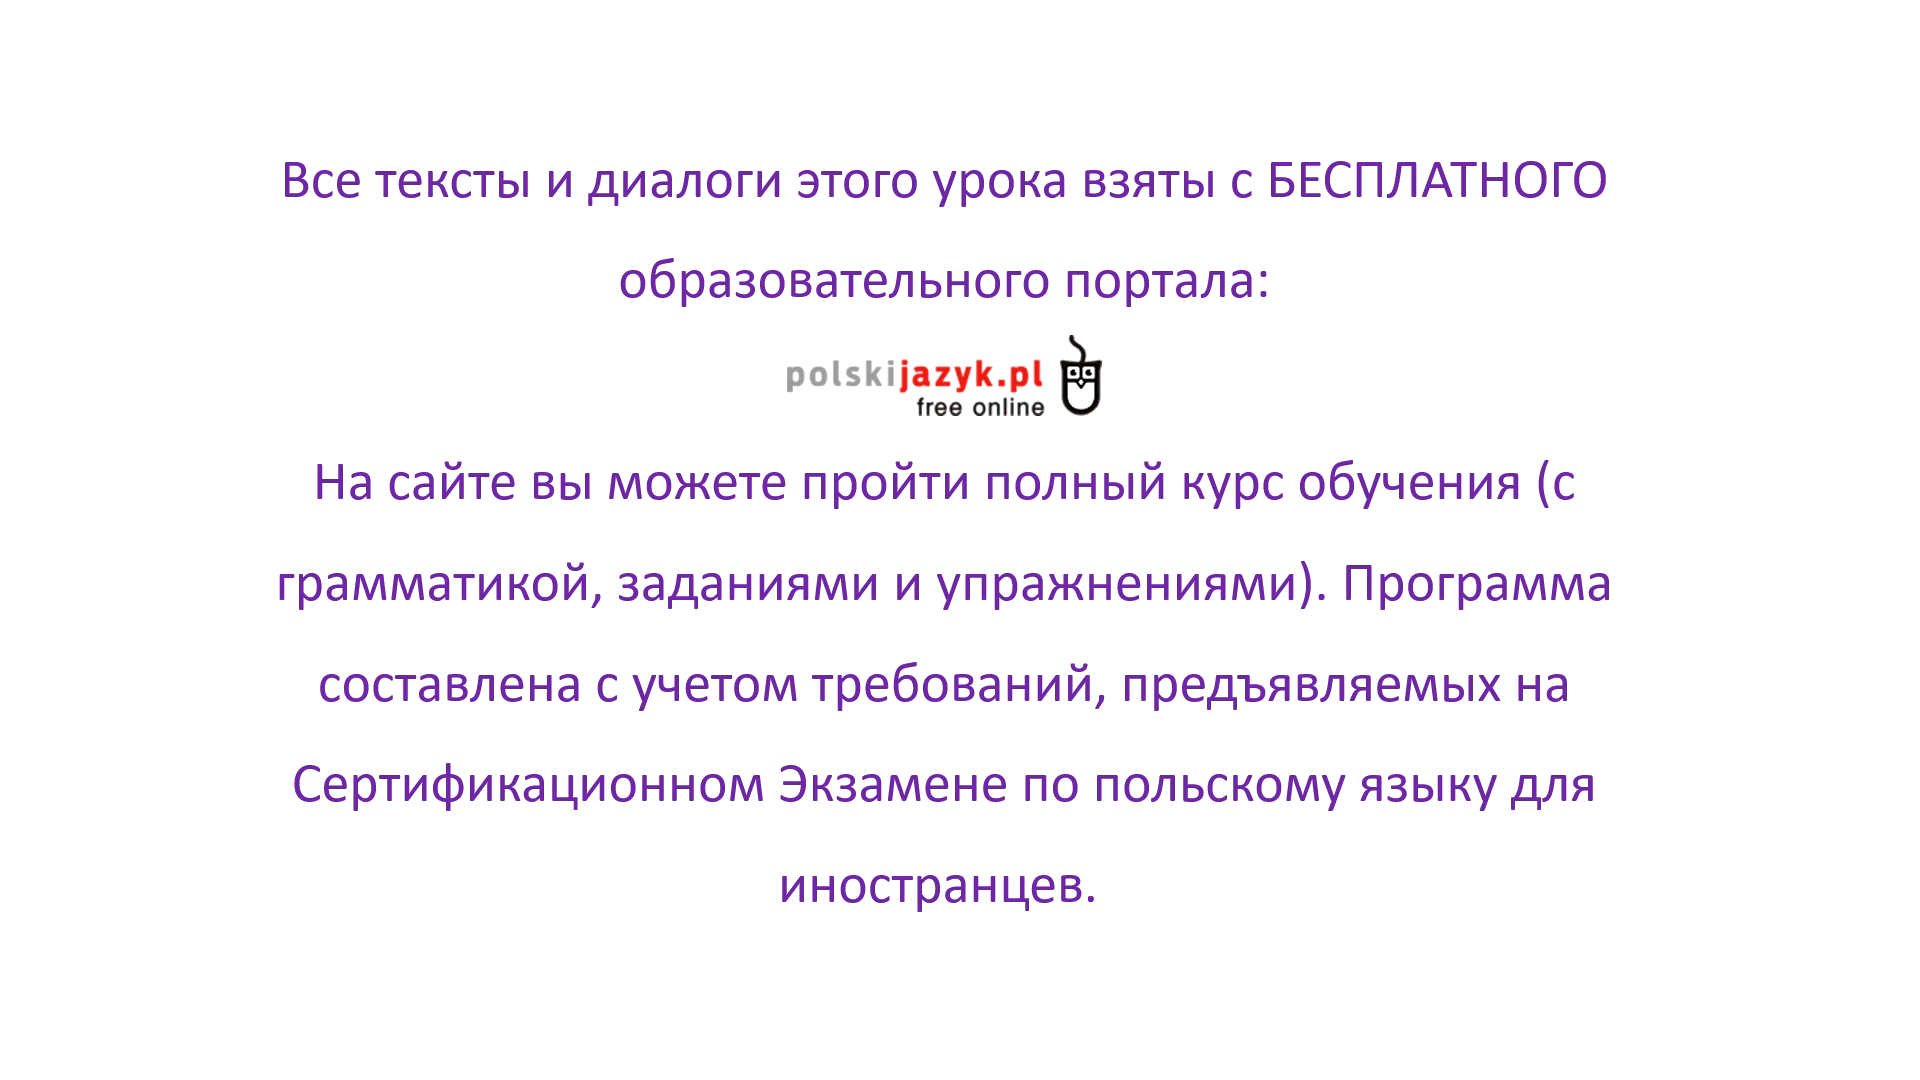 Все тексты и диалоги этого урока взяты с БЕСПЛАТНОГО
образовательного портала:
polskijazyk.pl
free online
На сайте вы можете пройти полный курс обучения (с
грамматикой, заданиями и упражнениями). Программа
составлена с учетом требований, предъявляемых на
Сертификационном Экзамене по польскому языку для
иностранцев.